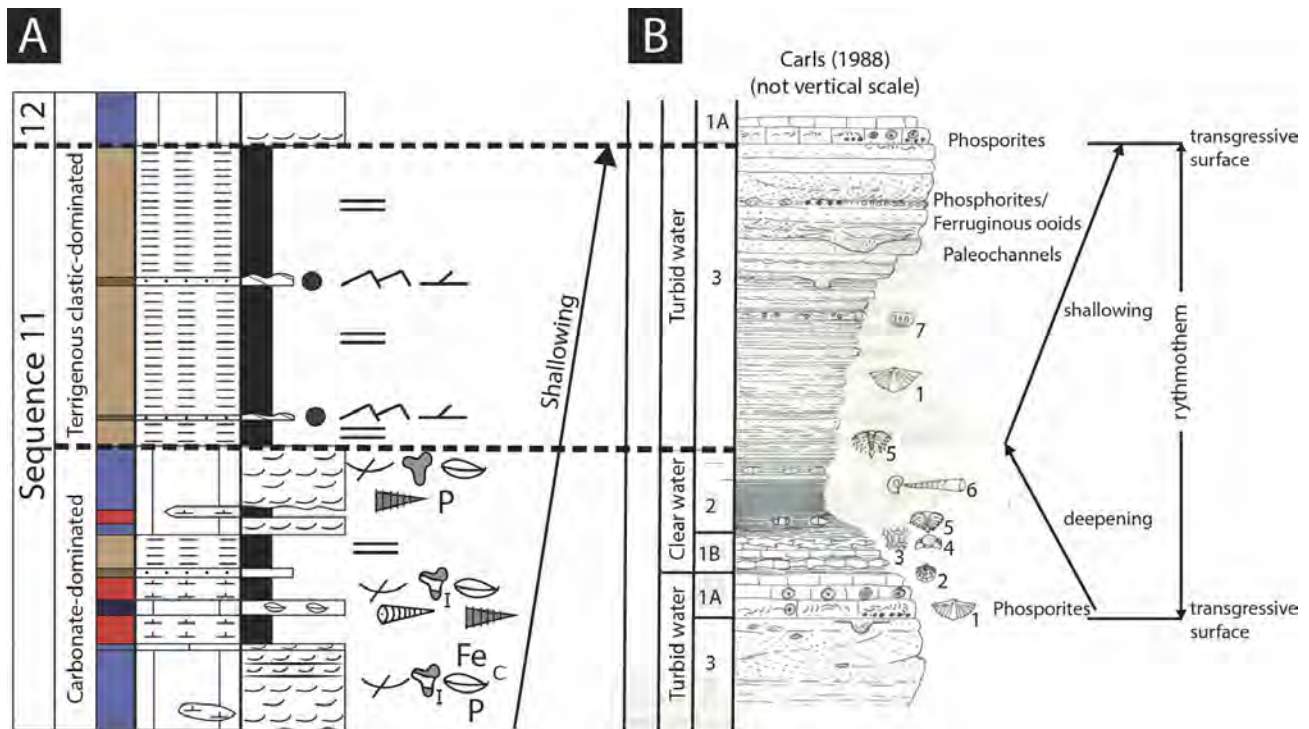 A
12
Sequence 11
Terrigenous clastic-dominated
Carbonate-dominated
Shallowing
P
I
Fe
C
I
P
B
Carls (1988)
(not vertical scale)
1A
Turbid water
3
Clear water
2
1B
Turbid water
1A
3
Phosporites
Phosphorites/
Ferruginous ooids
Paleochannels
7
1
5
6
5
3
4
2
1
Phosporites
transgressive
surface
shallowing
rythmothem
deepening
transgressive
surface